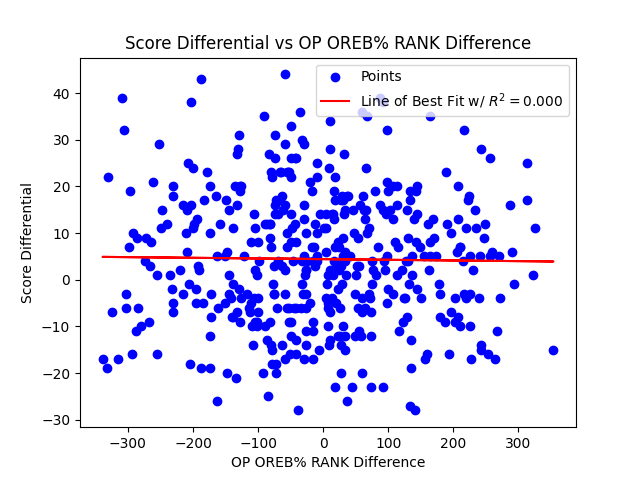 Score Differential vs OP OREB% RANK Difference
Points
Line of Best Fit w/ R² = 0.000
Score Differential
40
30
20
10
0
−10
−20
−30
−300 −200 −100 0 100 200 300
OP OREB% RANK Difference